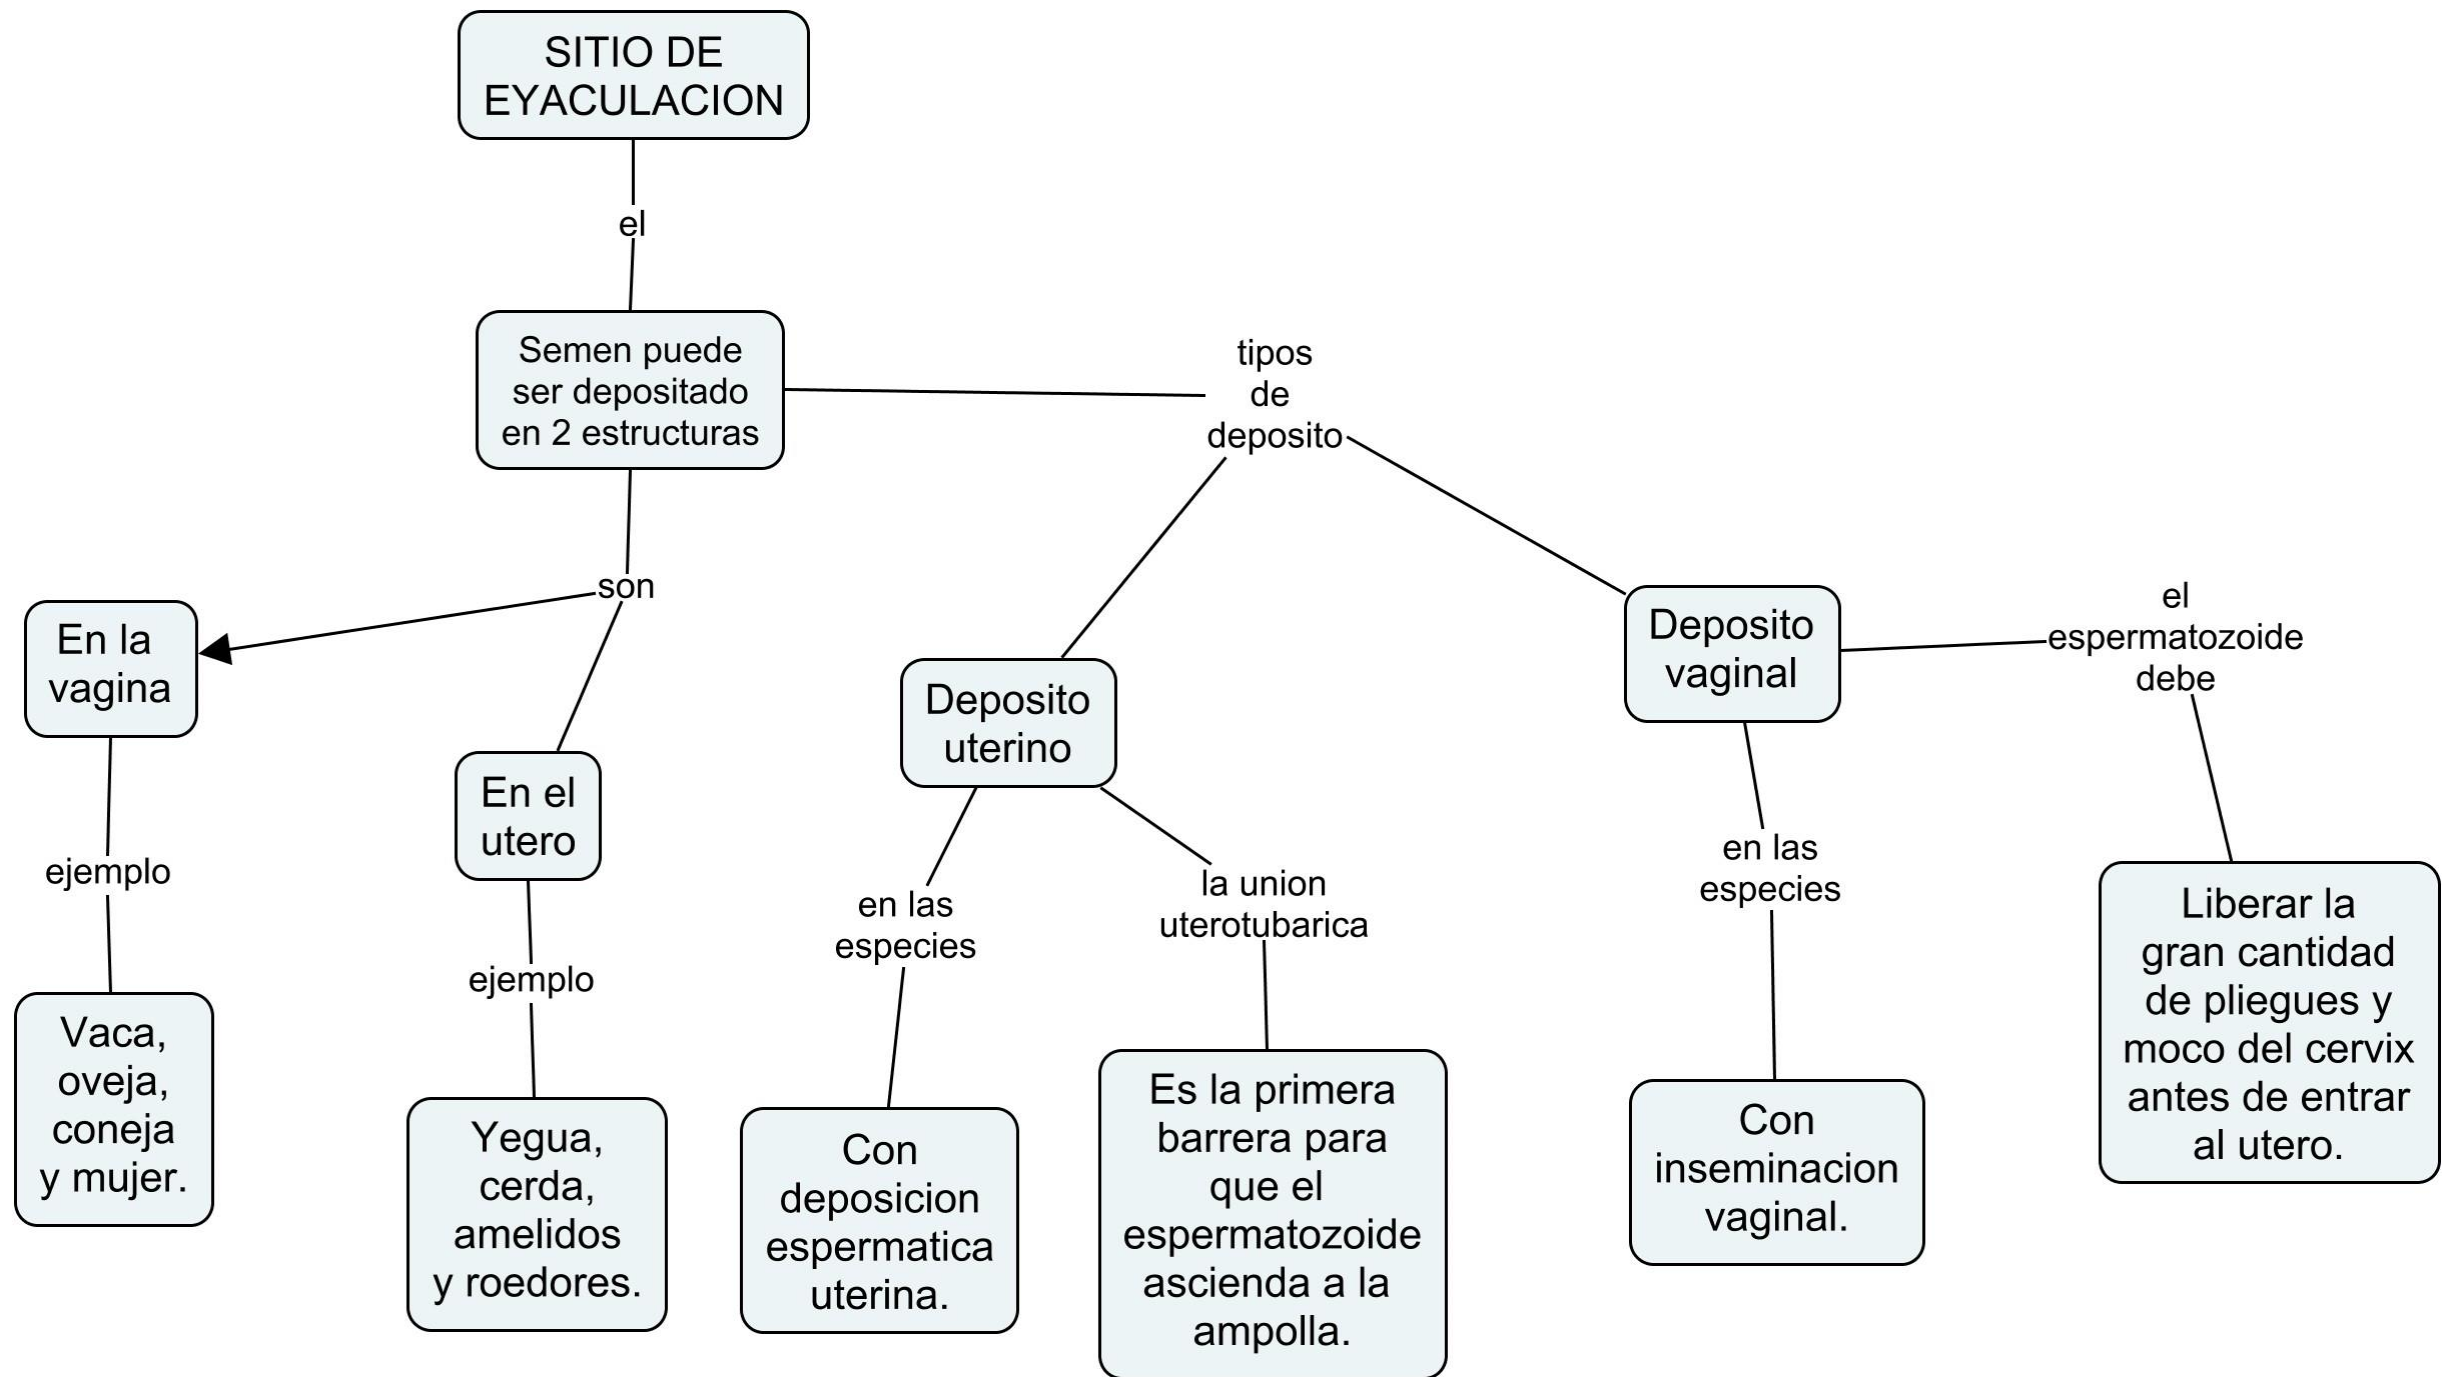 SITIO DE
EYACULACION
el
Semen puede
ser depositado
en 2 estructuras
tipos
de
deposito
son
En la
vagina
ejemplo
Vaca,
oveja,
coneja
y mujer.
En el
utero
ejemplo
Yegua,
cerda,
amelidos
y roedores.
Deposito
uterino
en las
especies
Con
deposicion
espermatica
uterina.
la union
uterotubarica
Es la primera
barrera para
que el
espermatozoide
ascienda a la
ampolla.
Deposito
vaginal
en las
especies
Con
inseminacion
vaginal.
el
espermatozoide
debe
Liberar la
gran cantidad
de pliegues y
moco del cervix
antes de entrar
al utero.